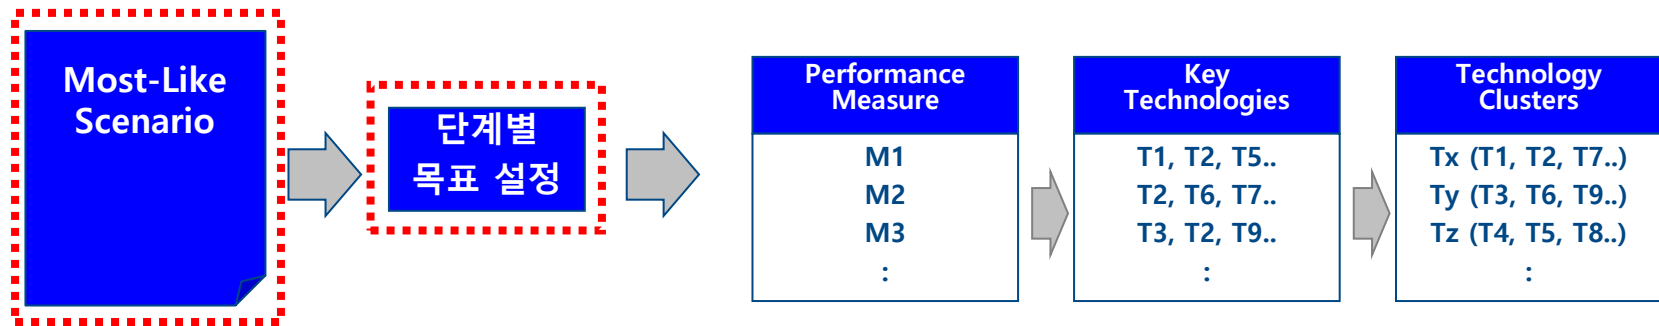 Most-Like
Scenario
단계별
목표 설정
Performance
Measure
M1
M2
M3
:
Key
Technologies
T1, T2, T5..
T2, T6, T7..
T3, T2, T9..
:
Technology
Clusters
Tx (T1, T2, T7..)
Ty (T3, T6, T9..)
Tz (T4, T5, T8..)
: